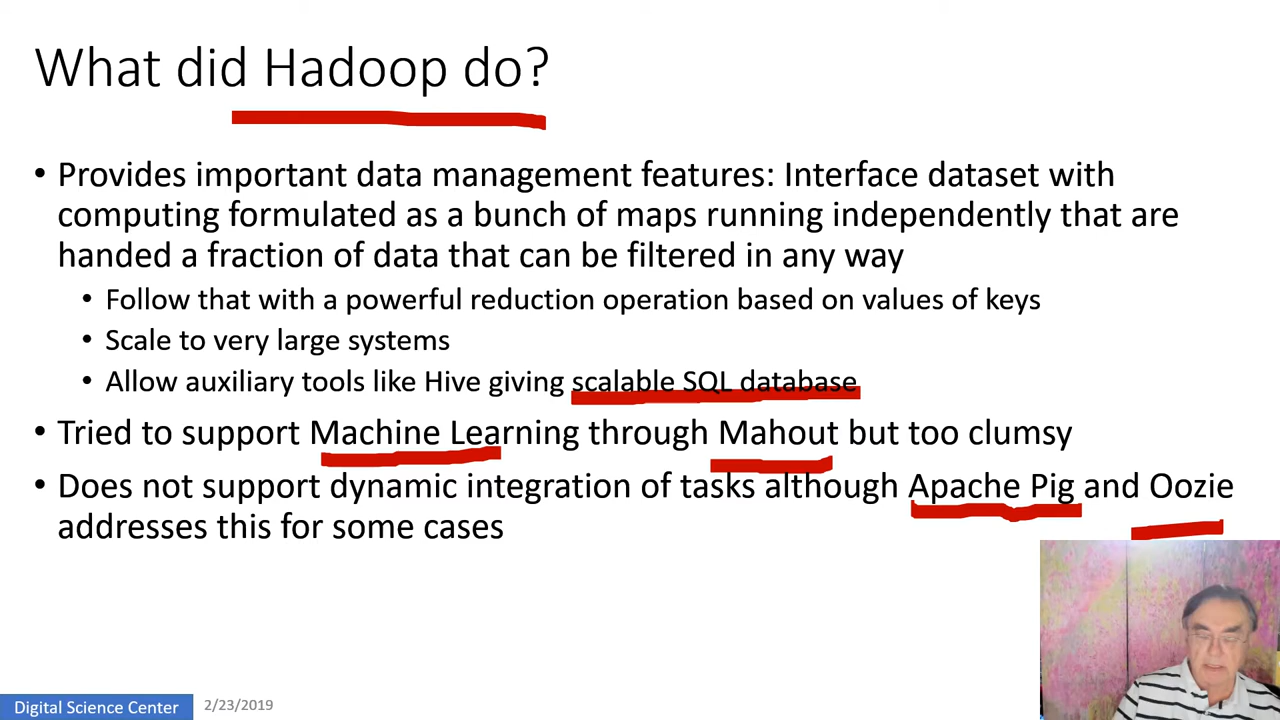 What did Hadoop do?
• Provides important data management features: Interface dataset with
computing formulated as a bunch of maps running independently that are
handed a fraction of data that can be filtered in any way
• Follow that with a powerful reduction operation based on values of keys
• Scale to very large systems
• Allow auxiliary tools like Hive giving scalable SQL database
• Tried to support Machine Learning through Mahout but too clumsy
• Does not support dynamic integration of tasks although Apache Pig and Oozie
addresses this for some cases
Digital Science Center 2/23/2019